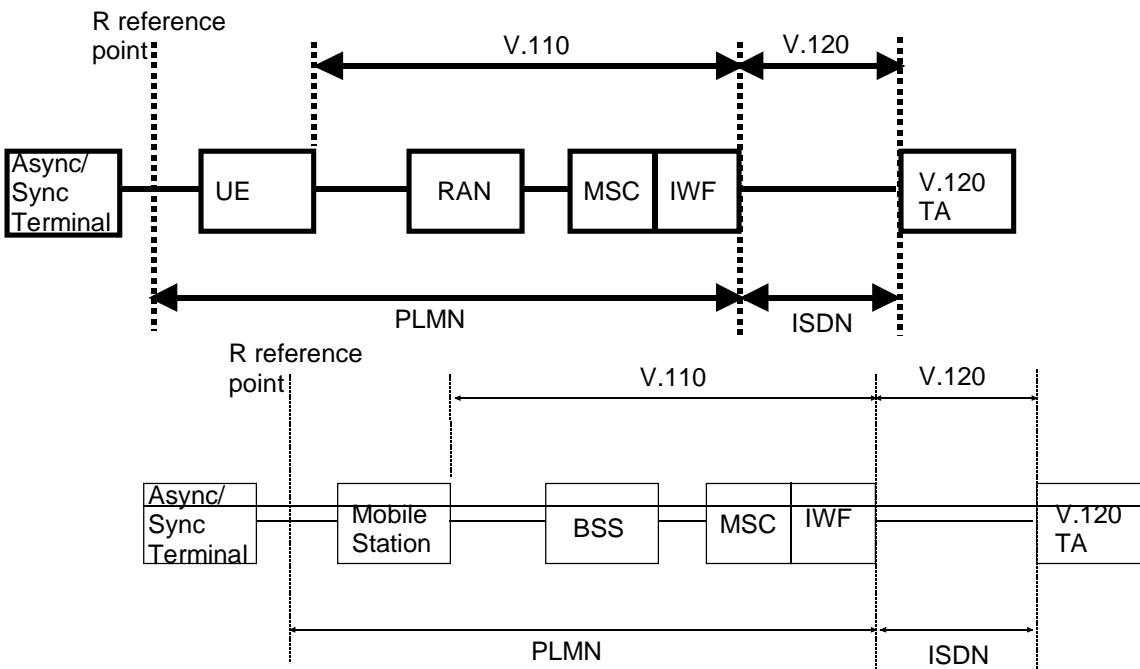 R reference
point
V.110
V.120
Async/
Sync
Terminal
UE
RAN
MSC
IWF
V.120
TA
PLMN
ISDN
R reference
point
V.110
V.120
Async/
Sync
Terminal
Mobile
Station
BSS
MSC
IWF
V.120
TA
PLMN
ISDN